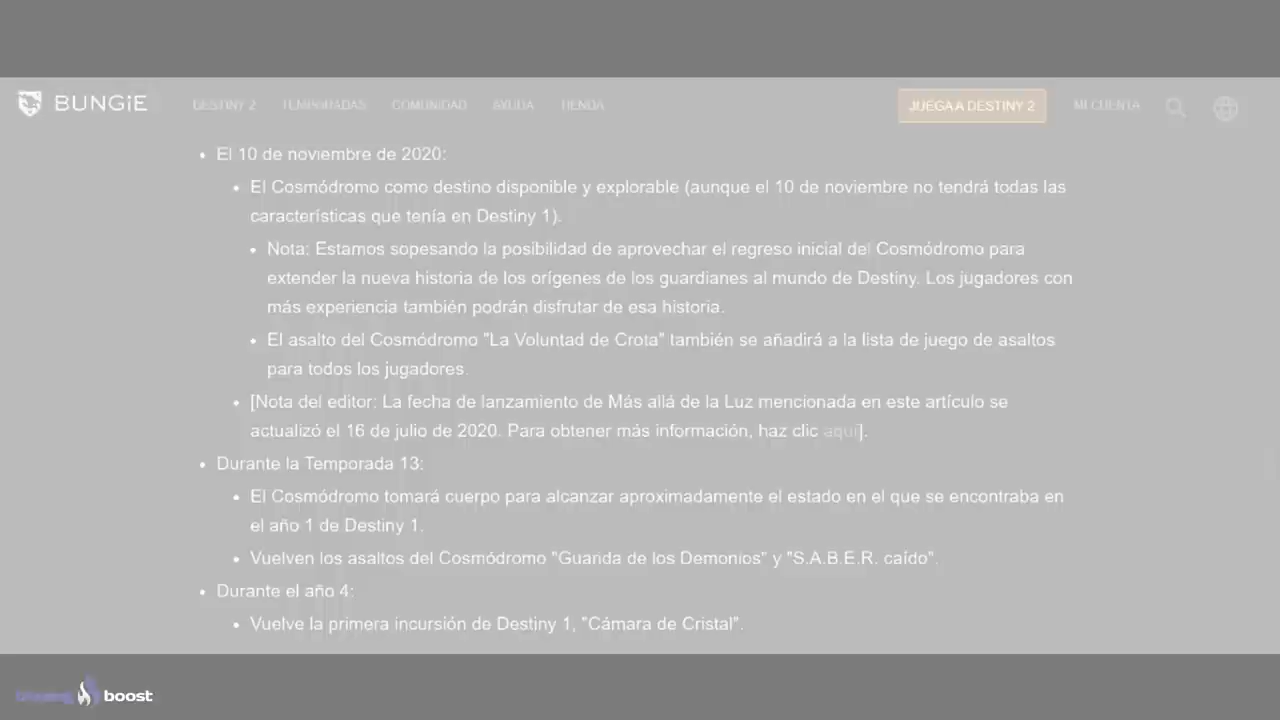 BUNGiE DESTINY 2 TEMPORADAS COMUNIDAD AYUDA TIENDA JUEGA A DESTINY 2 MI CUENTA
• El 10 de noviembre de 2020:
• El Cosmódromo como destino disponible y explorable (aunque el 10 de noviembre no tendrá todas las
características que tenía en Destiny 1).
• Nota: Estamos sopesando la posibilidad de aprovechar el regreso inicial del Cosmódromo para
extender la nueva historia de los orígenes de los guardianes al mundo de Destiny. Los jugadores con
más experiencia también podrán disfrutar de esa historia.
• El asalto del Cosmódromo "La Voluntad de Crota" también se añadirá a la lista de juego de asaltos
para todos los jugadores.
• [Nota del editor: La fecha de lanzamiento de Más allá de la Luz mencionada en este artículo se
actualizó el 16 de julio de 2020. Para obtener más información, haz clic aquí].
• Durante la Temporada 13:
• El Cosmódromo tomará cuerpo para alcanzar aproximadamente el estado en el que se encontraba en
el año 1 de Destiny 1.
• Vuelven los asaltos del Cosmódromo "Guarida de los Demonios" y "S.A.B.E.R. caído".
• Durante el año 4:
• Vuelve la primera incursión de Destiny 1, "Cámara de Cristal".
boost